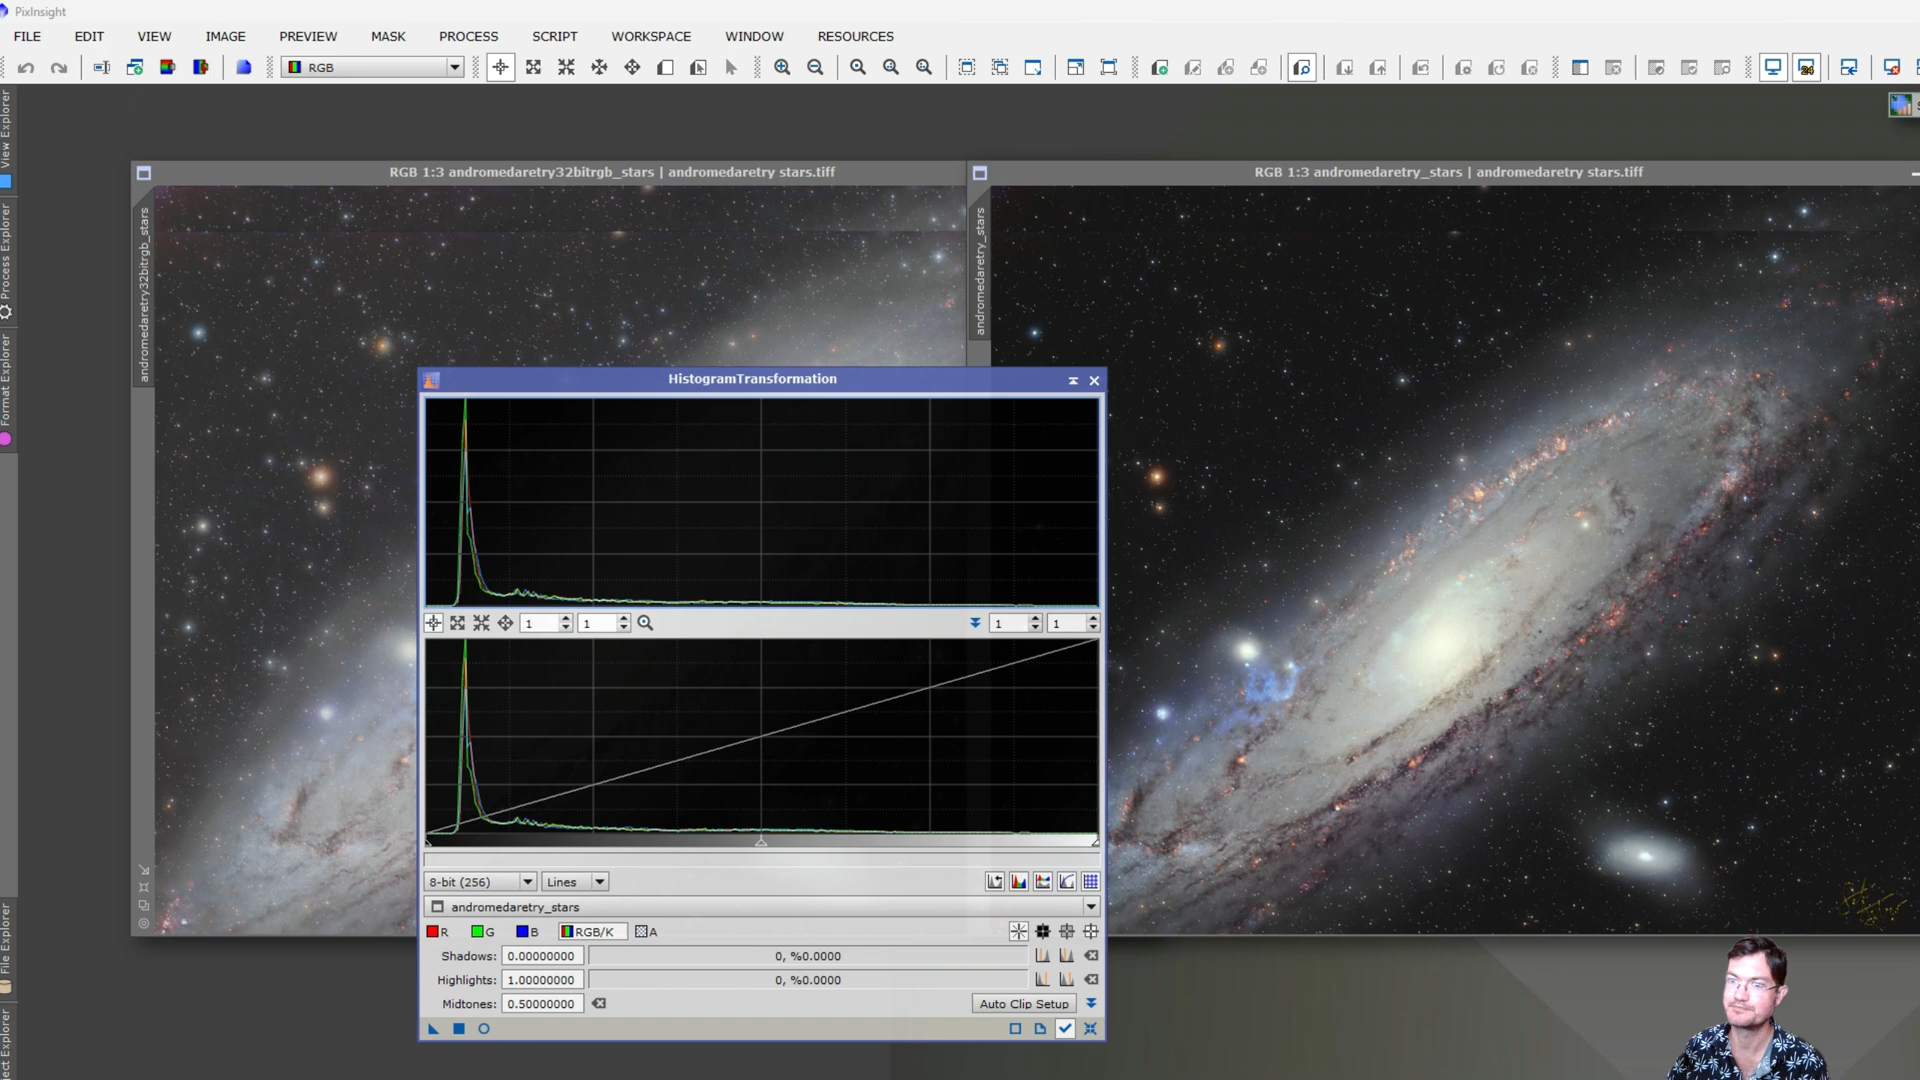 PixInsight
FILE EDIT VIEW IMAGE PREVIEW MASK PROCESS SCRIPT WORKSPACE WINDOW RESOURCES
RGB
24
View Explorer
Process Explorer
Format Explorer
File Explorer
ject Explorer
RGB 1:3 andromedaretry32bitrgb_stars | andromedaretry stars.tiff
andromedaretry32bitrgb_stars
RGB 1:3 andromedaretry_stars | andromedaretry stars.tiff
andromedaretry_stars
HistogramTransformation
1 1 1 1
8-bit (256) Lines
andromedaretry_stars
R G B RGB/K A
Shadows: 0.00000000 0, %0.0000
Highlights: 1.00000000 0, %0.0000
Midtones: 0.50000000 Auto Clip Setup